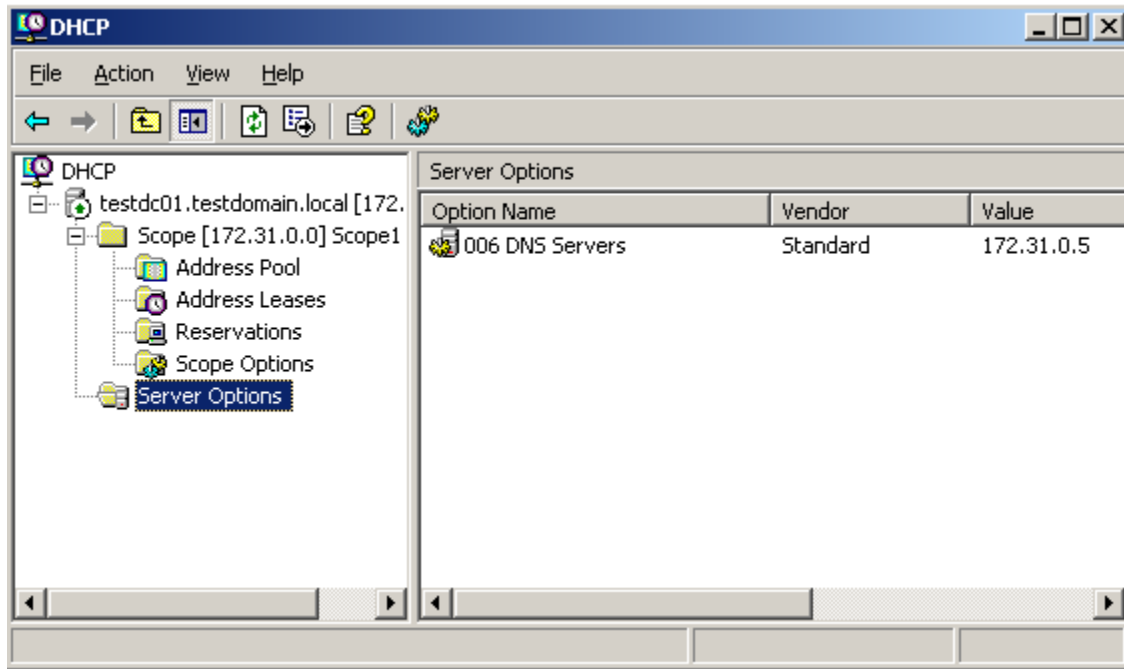 DHCP
File Action View Help
DHCP
testdc01.testdomain.local [172.
Scope [172.31.0.0] Scope1
Address Pool
Address Leases
Reservations
Scope Options
Server Options
Server Options
Option Name Vendor Value
006 DNS Servers Standard 172.31.0.5